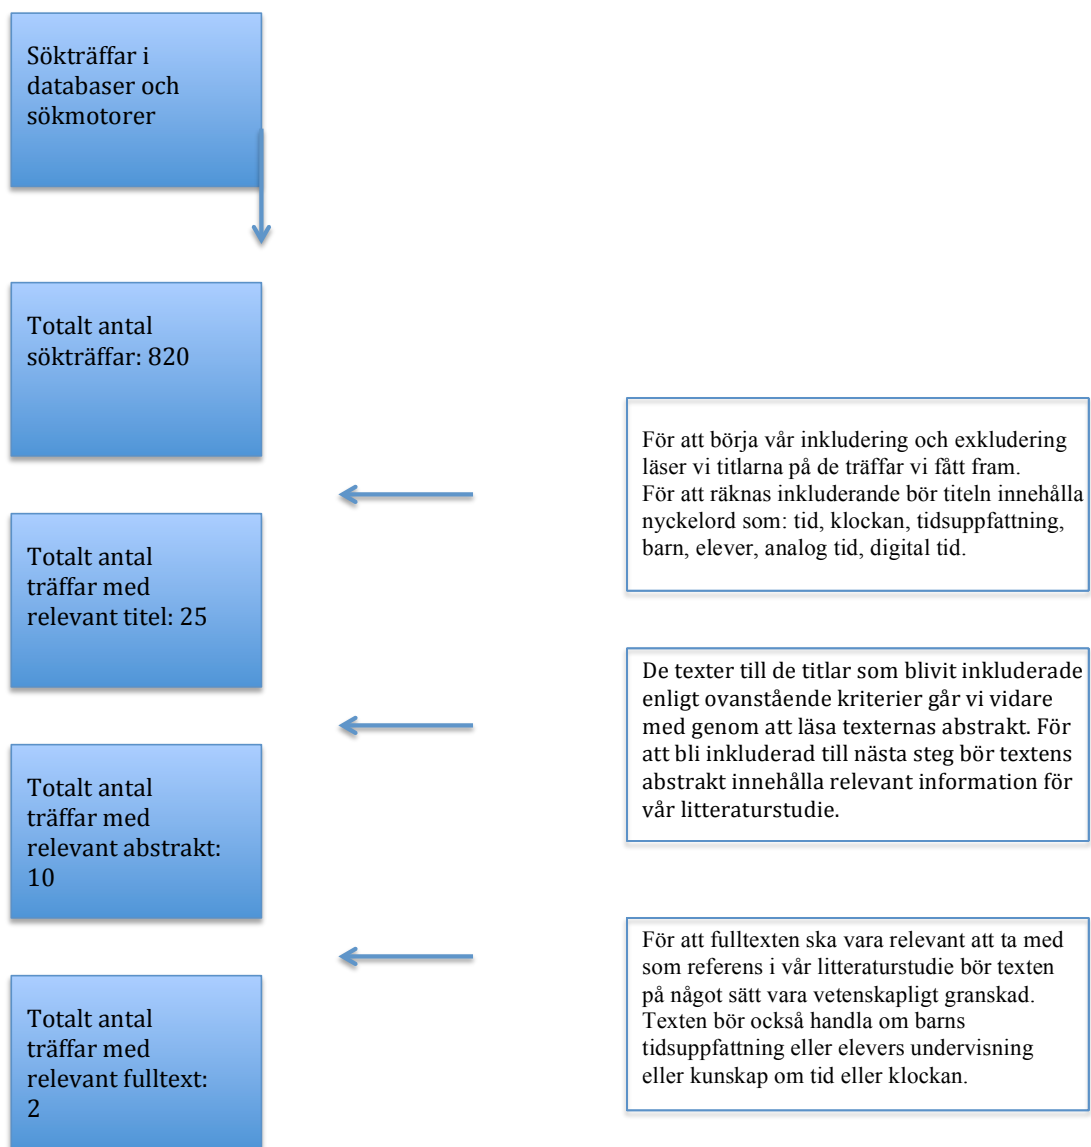 Sökträffar i
databaser och
sökmotorer
Totalt antal
sökträffar: 820
För att börja vår inkludering och exkludering
läser vi titlarna på de träffar vi fått fram.
För att räknas inkluderande bör titeln innehålla
nyckelord som: tid, klockan, tidsuppfattning,
barn, elever, analog tid, digital tid.
Totalt antal
träffar med
relevant titel: 25
De texter till de titlar som blivit inkluderade
enligt ovanstående kriterier går vi vidare
med genom att läsa texternas abstrakt. För
att bli inkluderad till nästa steg bör textens
abstrakt innehålla relevant information för
vår litteraturstudie.
Totalt antal
träffar med
relevant abstrakt:
10
För att fulltexten ska vara relevant att ta med
som referens i vår litteraturstudie bör texten
på något sätt vara vetenskapligt granskad.
Texten bör också handla om barns
tidsuppfattning eller elevers undervisning
eller kunskap om tid eller klockan.
Totalt antal
träffar med
relevant fulltext:
2